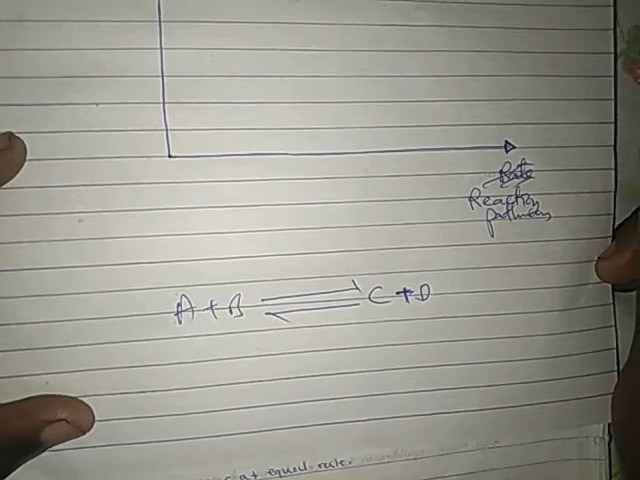 Reaction
pathway
A + B ⇌ C + D
at equal rate.